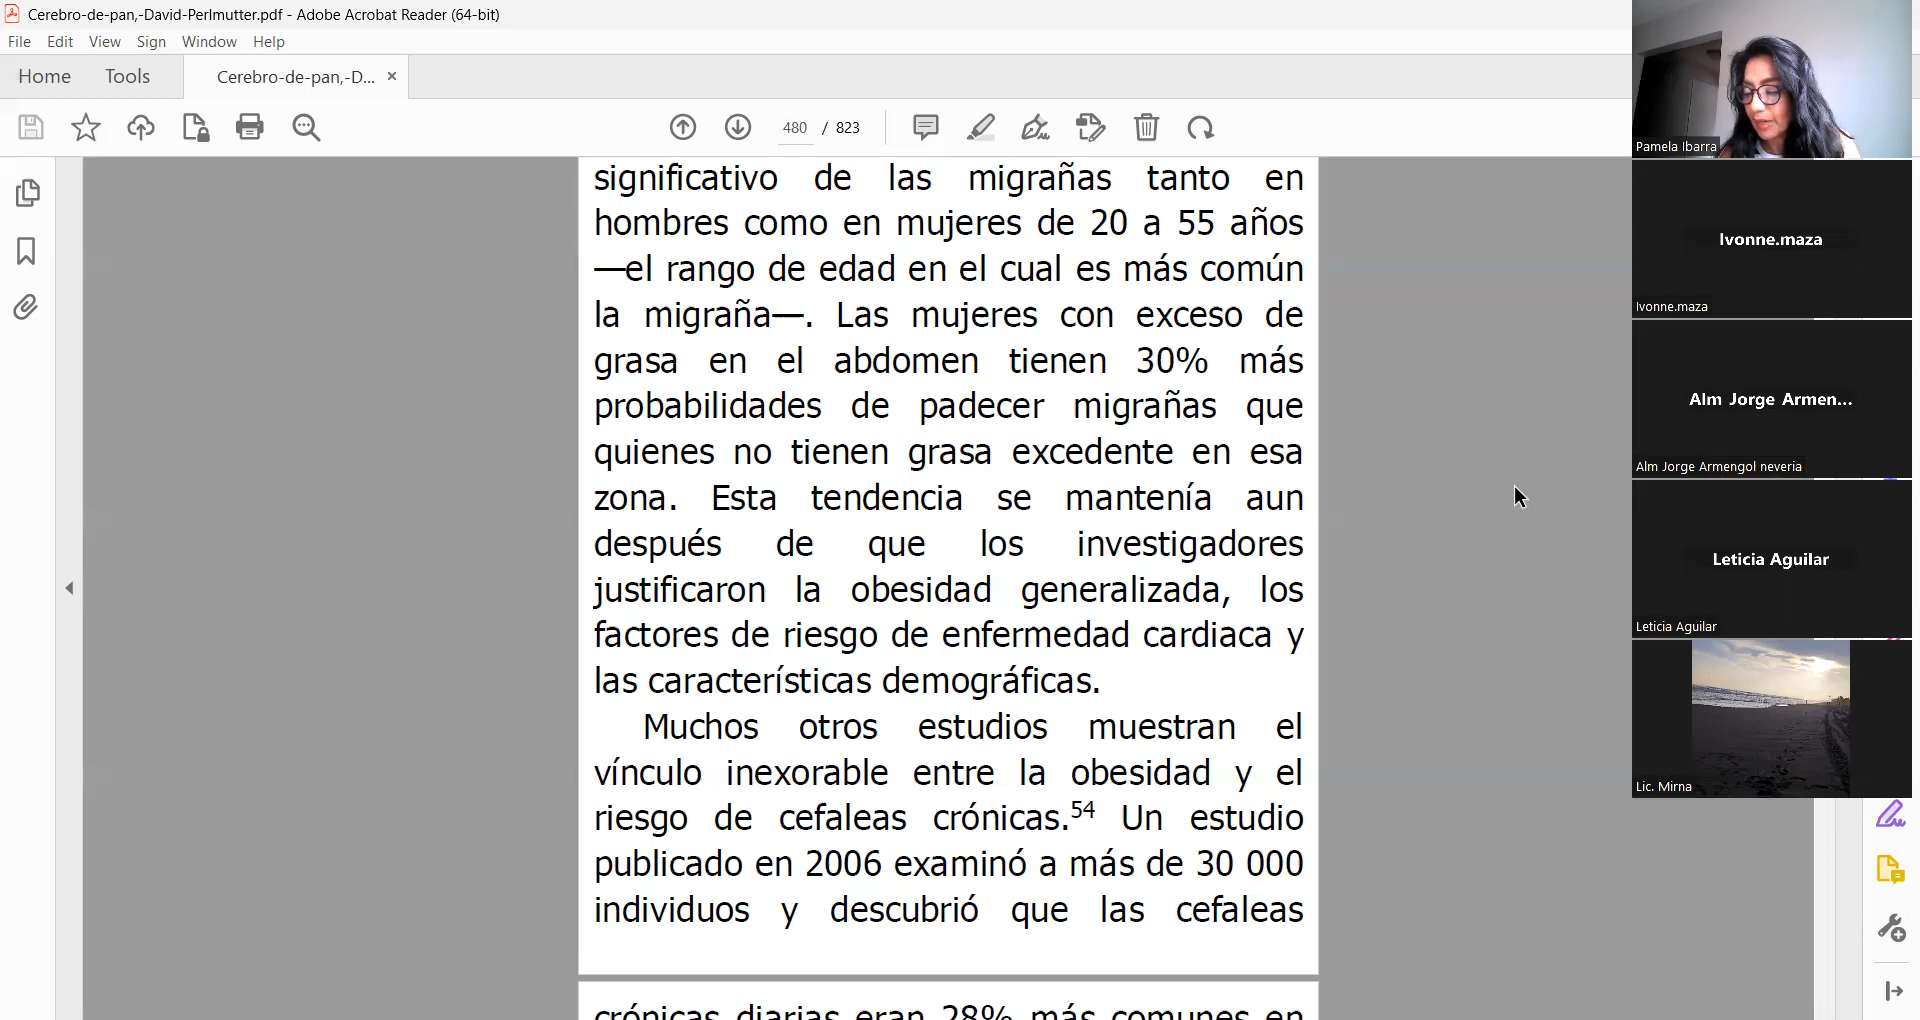 Cerebro-de-pan,-David-Perlmutter.pdf - Adobe Acrobat Reader (64-bit)
File Edit View Sign Window Help
Home Tools Cerebro-de-pan,-D... ×
480 / 823
significativo de las migrañas tanto en
hombres como en mujeres de 20 a 55 años
—el rango de edad en el cual es más común
la migraña—. Las mujeres con exceso de
grasa en el abdomen tienen 30% más
probabilidades de padecer migrañas que
quienes no tienen grasa excedente en esa
zona. Esta tendencia se mantenía aun
después de que los investigadores
justificaron la obesidad generalizada, los
factores de riesgo de enfermedad cardiaca y
las características demográficas.
Muchos otros estudios muestran el
vínculo inexorable entre la obesidad y el
riesgo de cefaleas crónicas.54 Un estudio
publicado en 2006 examinó a más de 30 000
individuos y descubrió que las cefaleas
crónicas diarias eran 28% más comunes en
Pamela Ibarra
Ivonne.maza
Ivonne.maza
Alm Jorge Armen...
Alm Jorge Armengol neveria
Leticia Aguilar
Leticia Aguilar
Lic. Mirna